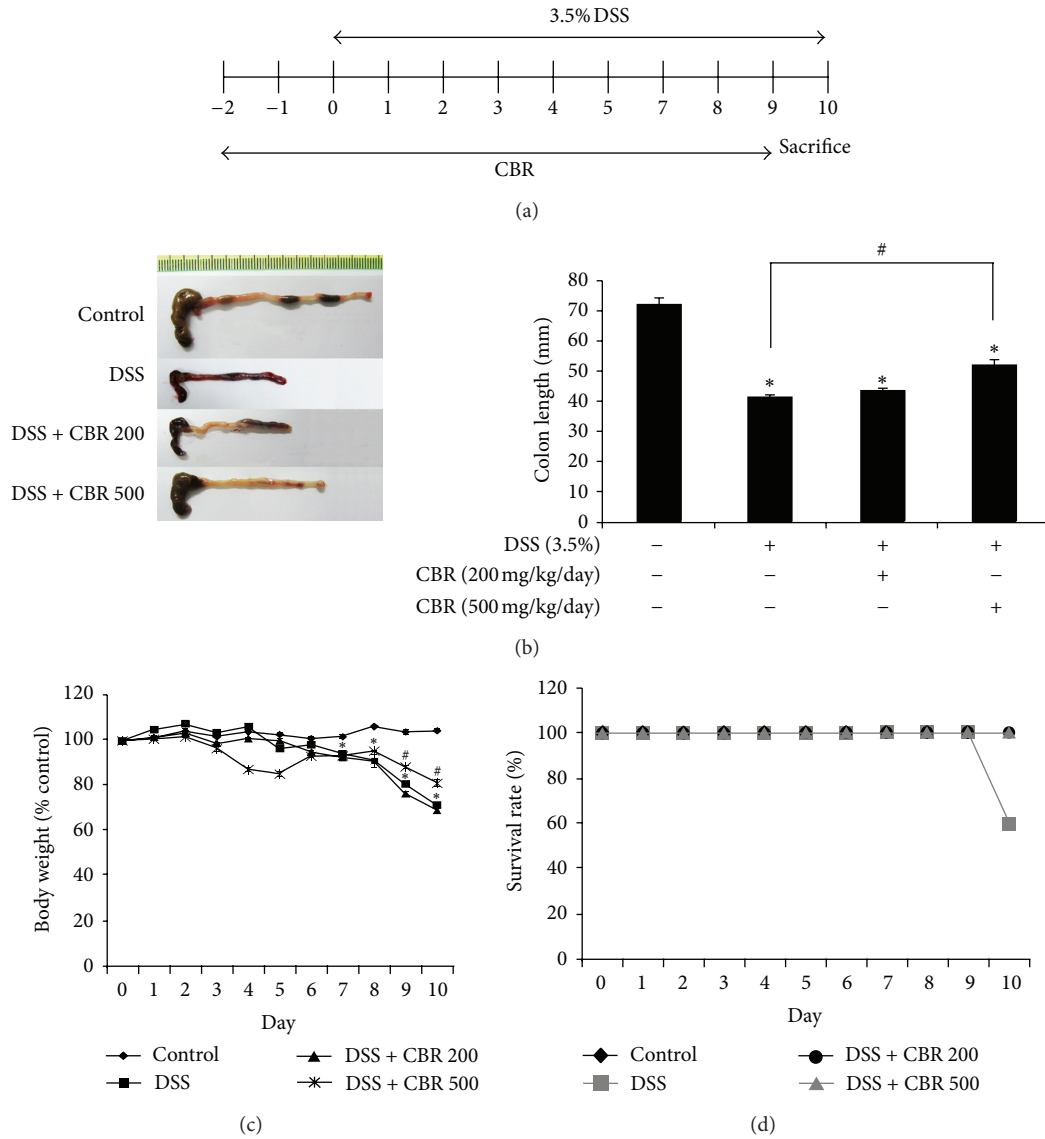 3.5% DSS
−2 −1 0 1 2 3 4 5 6 7 8 9 10
Sacrifice
CBR
(a)
Control
DSS
DSS + CBR 200
DSS + CBR 500
#
Colon length (mm)
80
70
60
50
40
30
20
10
0
* * *
DSS (3.5%) − + + +
CBR (200 mg/kg/day) − − + −
CBR (500 mg/kg/day) − − − +
(b)
Body weight (% control)
120
100
80
60
40
20
0
* * # * # *
0 1 2 3 4 5 6 7 8 9 10
Day
Control
DSS + CBR 200
DSS
DSS + CBR 500
(c)
Survival rate (%)
120
100
80
60
40
20
0
0 1 2 3 4 5 6 7 8 9 10
Day
Control
DSS + CBR 200
DSS
DSS + CBR 500
(d)